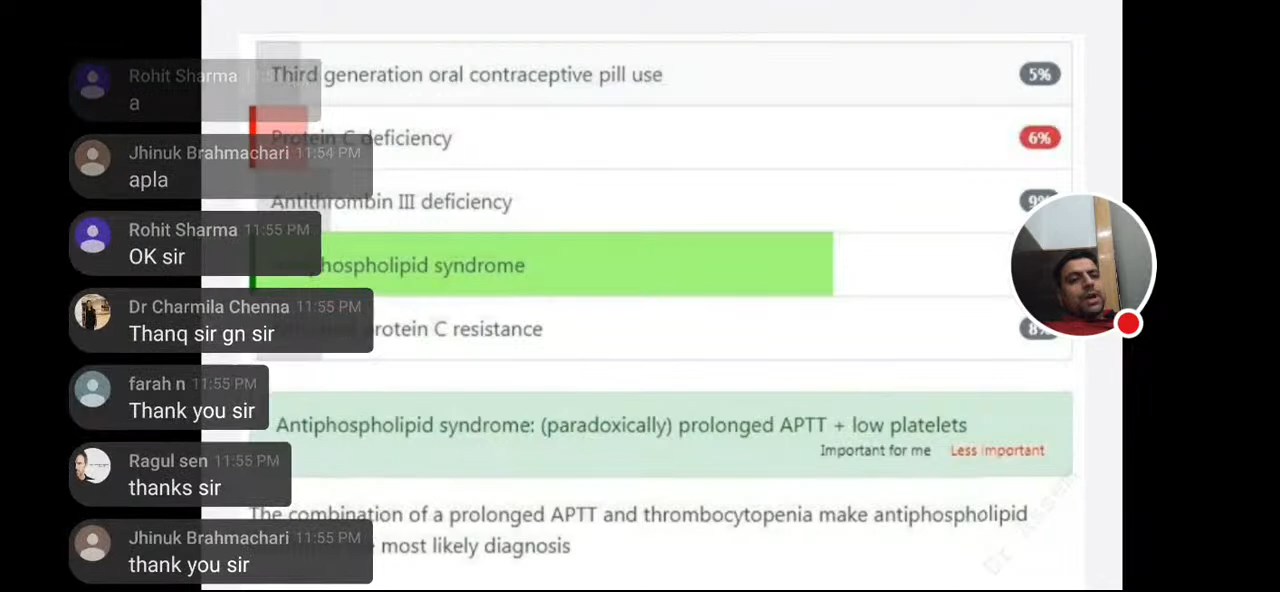 Rohit Sharma
a
Jhinuk Brahmachari 11:54 PM
apla
Rohit Sharma 11:55 PM
OK sir
Dr Charmila Chenna 11:55 PM
Thanq sir gn sir
farah n 11:55 PM
Thank you sir
Ragul sen 11:55 PM
thanks sir
Jhinuk Brahmachari 11:55 PM
thank you sir
Third generation oral contraceptive pill use 5%
Protein C deficiency 6%
Antithrombin III deficiency 9%
hospholipid syndrome
protein C resistance 8%
Antiphospholipid syndrome: (paradoxically) prolonged APTT + low platelets
Important for me Less important
The combination of a prolonged APTT and thrombocytopenia make antiphospholipid
most likely diagnosis